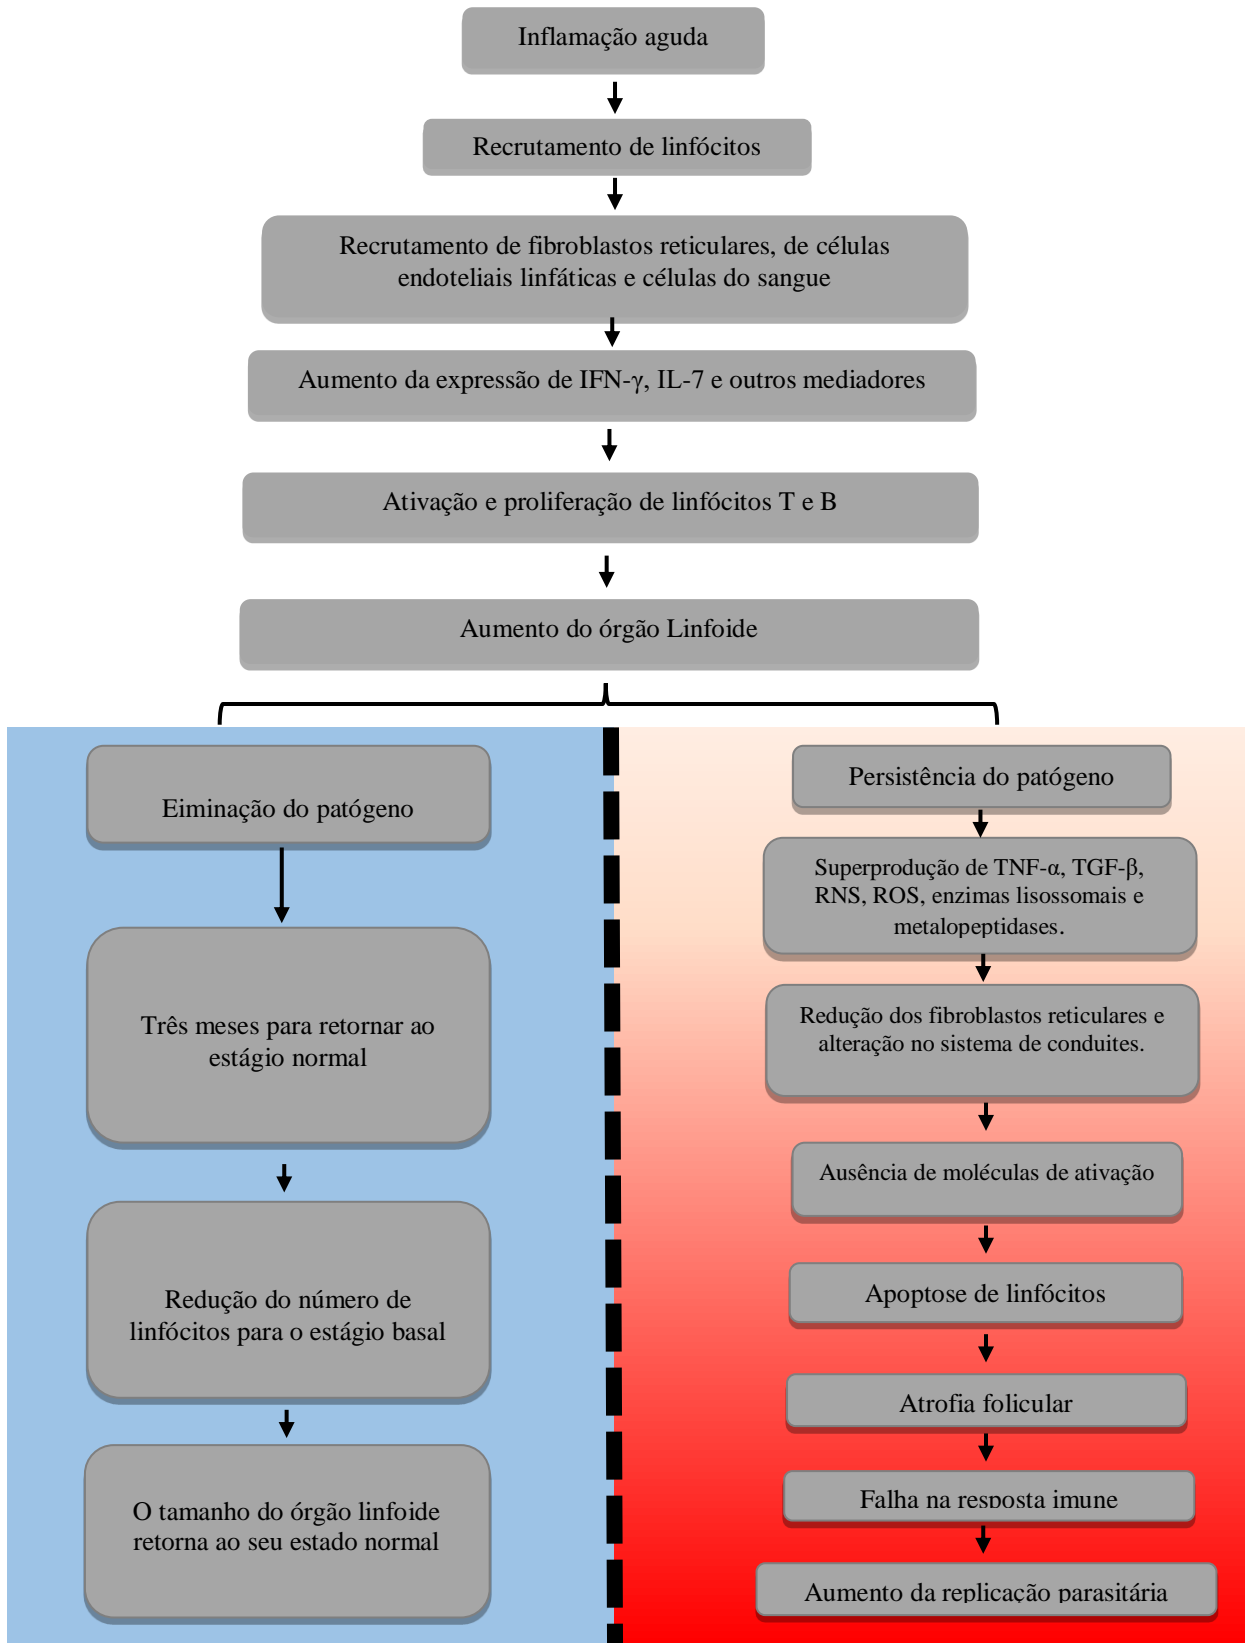 Inflamação aguda
Recrutamento de linfócitos
Recrutamento de fibroblastos reticulares, de células
endoteliais linfáticas e células do sangue
Aumento da expressão de IFN-γ, IL-7 e outros mediadores
Ativação e proliferação de linfócitos T e B
Aumento do órgão Linfoide
Eiminação do patógeno
Três meses para retornar ao
estágio normal
Redução do número de
linfócitos para o estágio basal
O tamanho do órgão linfoide
retorna ao seu estado normal
Persistência do patógeno
Superprodução de TNF-α, TGF-β,
RNS, ROS, enzimas lisossomais e
metalopeptidases.
Redução dos fibroblastos reticulares e
alteração no sistema de conduites.
Ausência de moléculas de ativação
Apoptose de linfócitos
Atrofia folicular
Falha na resposta imune
Aumento da replicação parasitária